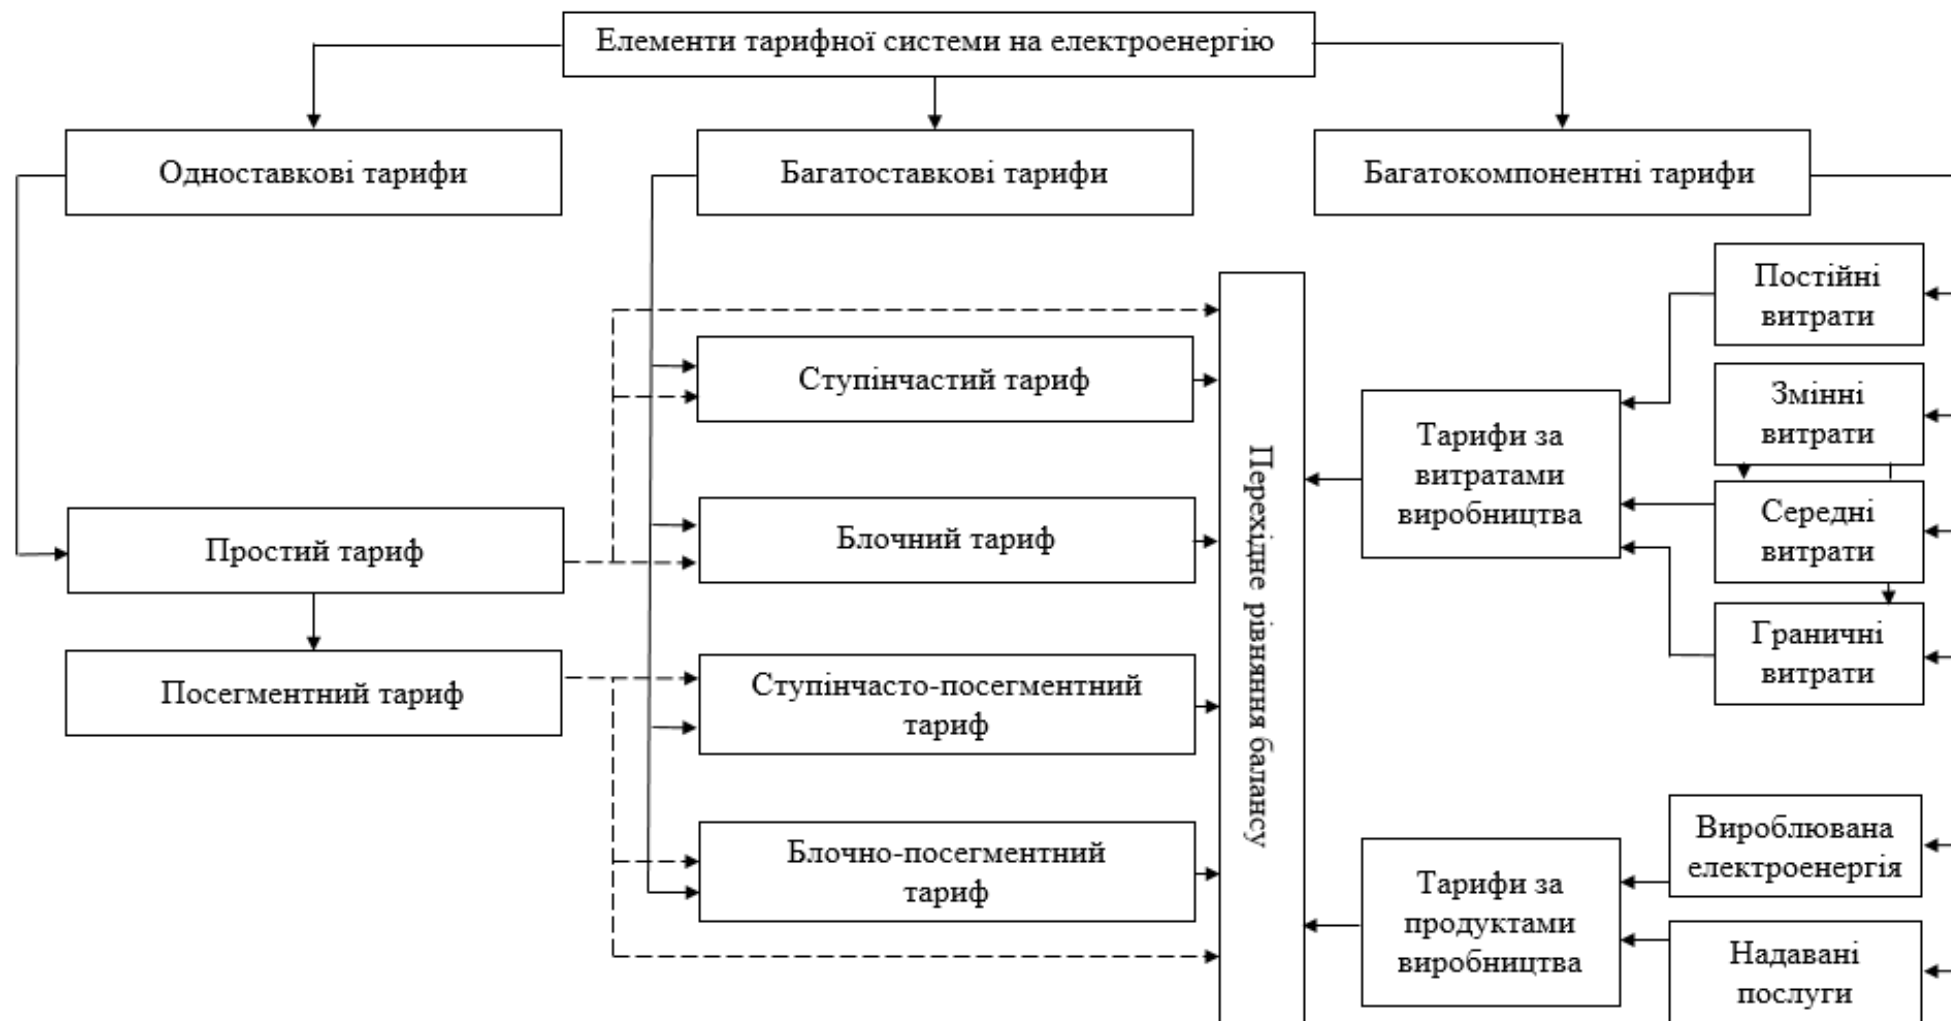 Елементи тарифної системи на електроенергію
Одноставкові тарифи
Багатоставкові тарифи
Багатокомпонентні тарифи
Постійні
витрати
Ступінчастий тариф
Змінні
витрати
Тарифи за
витратами
виробництва
Перехідне рівняння балансу
Середні
витрати
Простий тариф
Блочний тариф
Граничні
витрати
Посегментний тариф
Ступінчасто-посегментний
тариф
Блочно-посегментний
тариф
Вироблювана
електроенергія
Тарифи за
продуктами
виробництва
Надавані
послуги